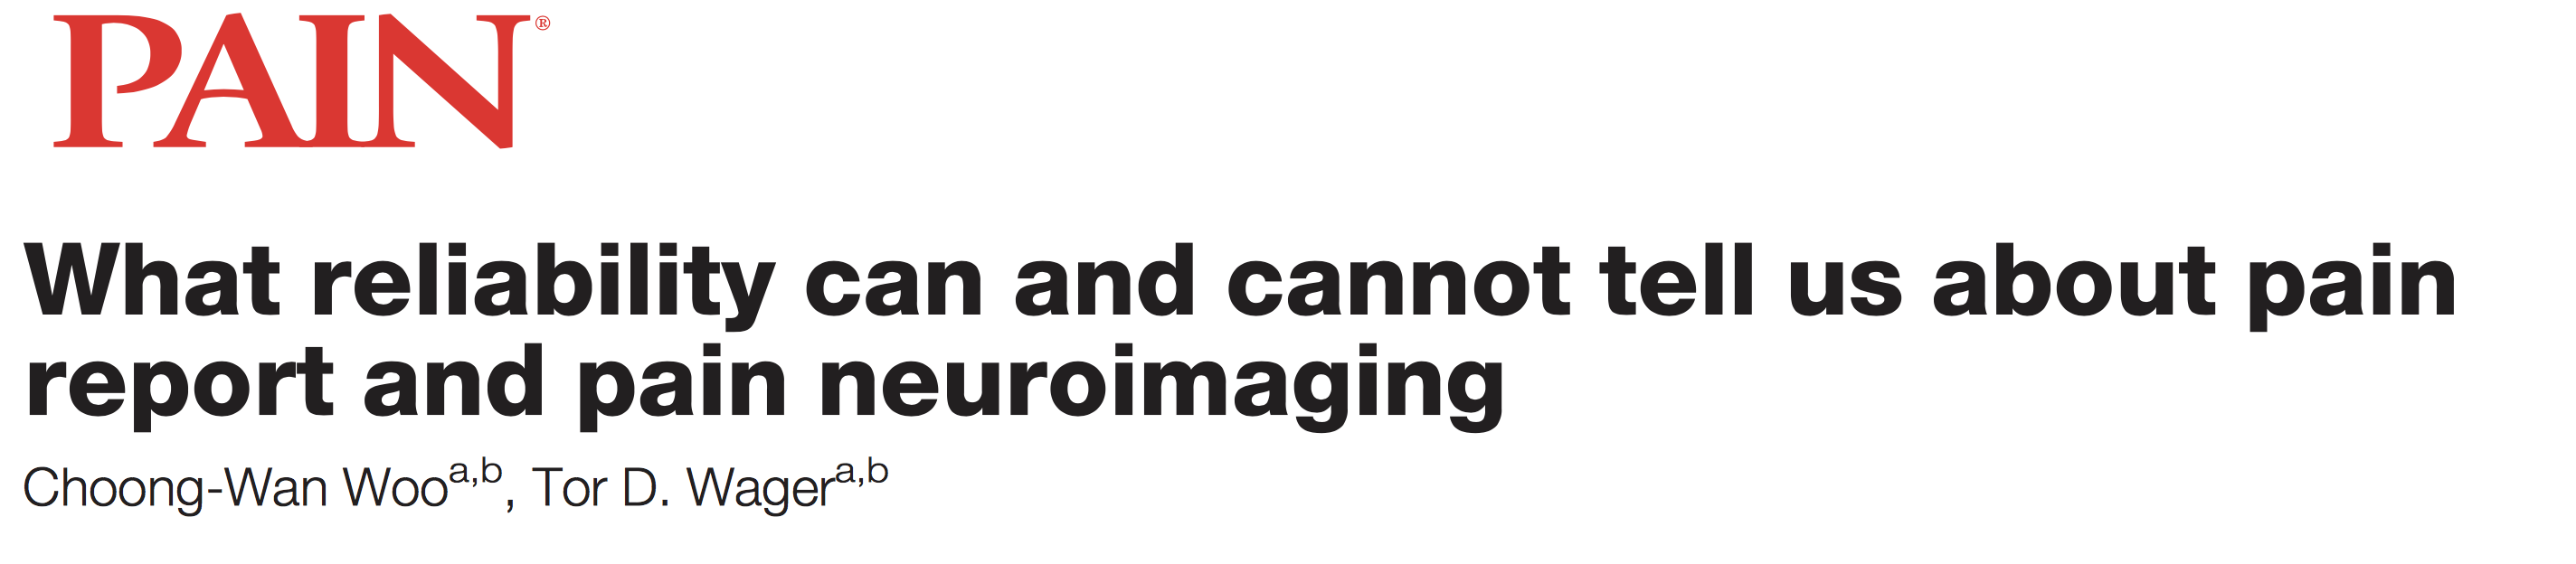 PAIN®
What reliability can and cannot tell us about pain
report and pain neuroimaging
Choong-Wan Wooa,b, Tor D. Wagera,b